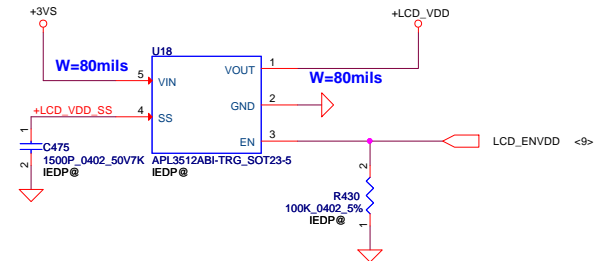 +3VS
+LCD_VDD
U18
W=80mils
5
VIN
VOUT
1
W=80mils
GND
2
+LCD_VDD_SS
4
SS
EN
3
LCD_ENVDD <9>
1
C475
2
1500P_0402_50V7K
IEDP@
APL3512ABI-TRG_SOT23-5
IEDP@
2
R430
100K_0402_5%
IEDP@
1